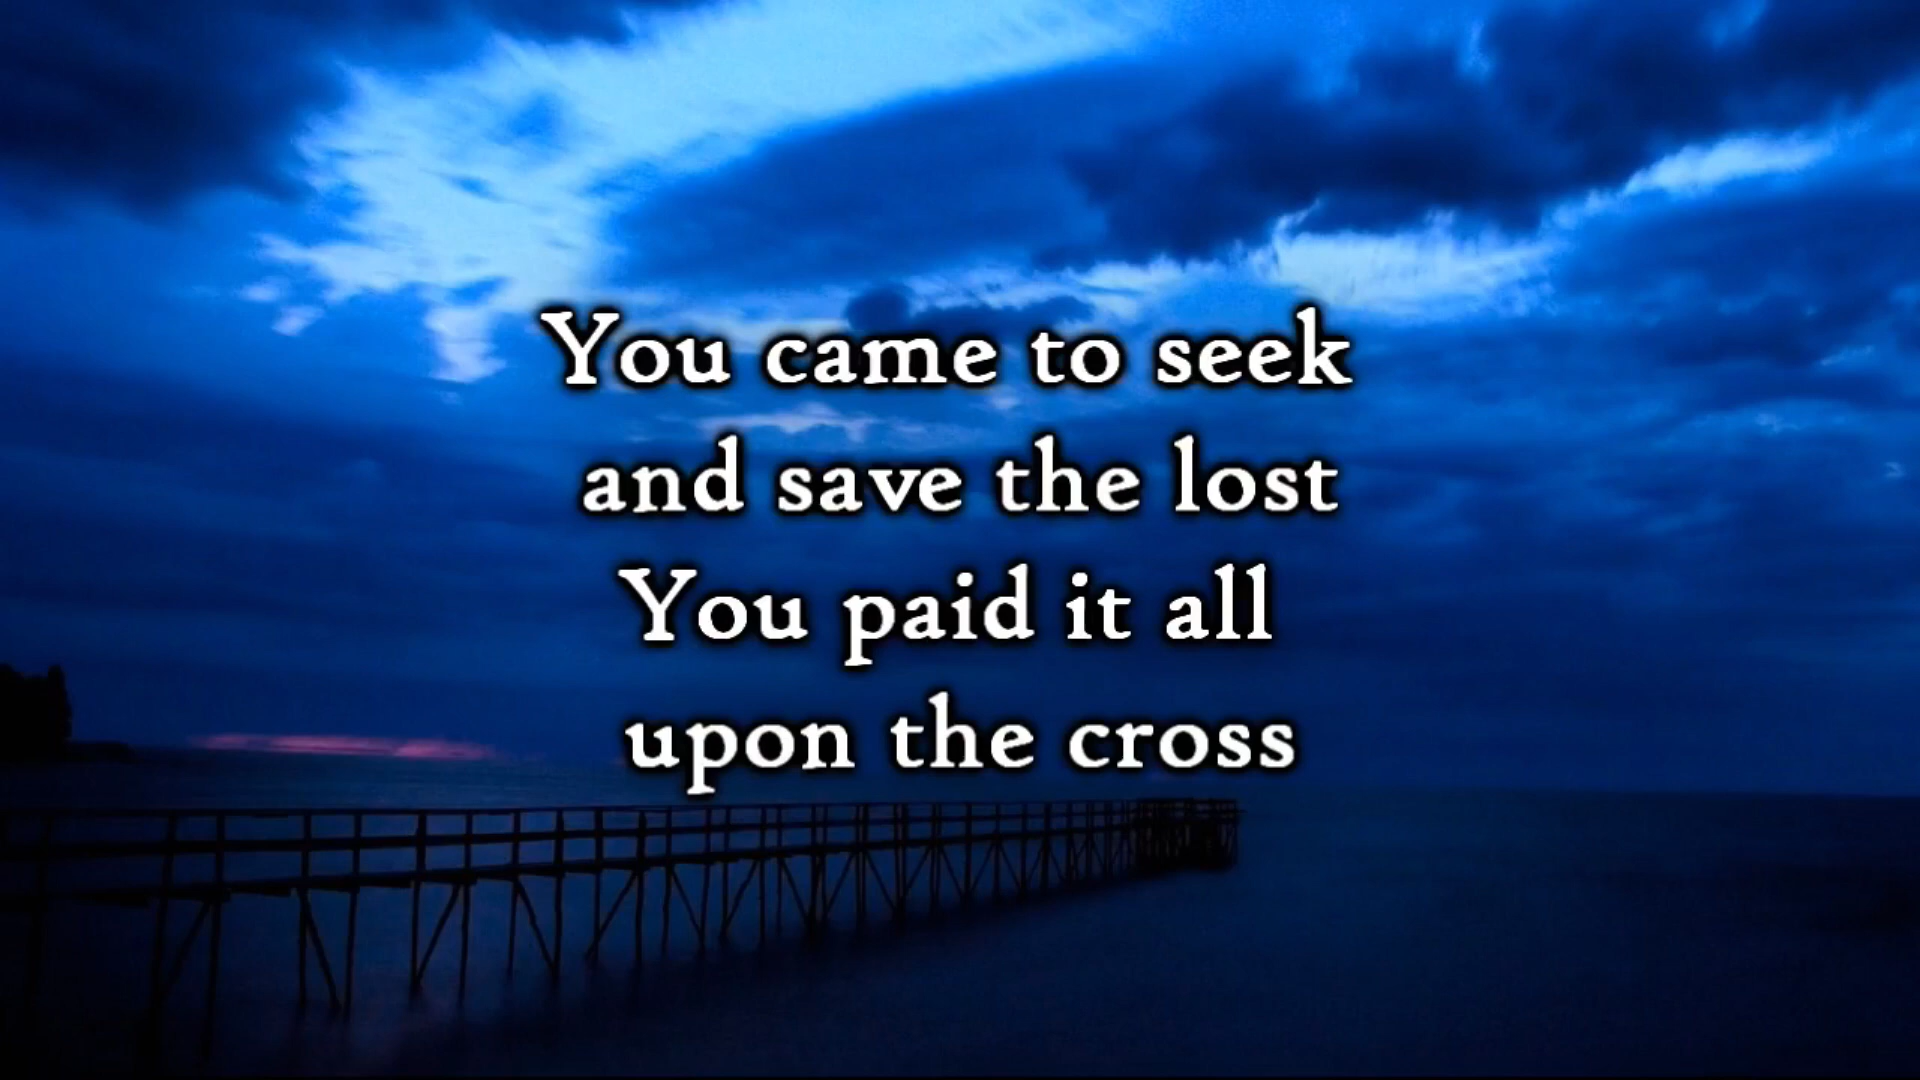 You came to seek
and save the lost
You paid it all
upon the cross